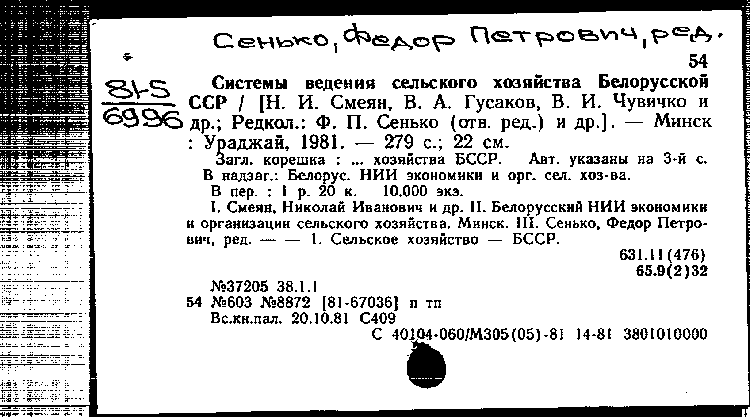 Сенько, Федор Петрович, ред.
54
81-5
6996
Системы ведения сельского хозяйства Белорусской
ССР / [Н. И. Смеян, В. А. Гусаков, В. И. Чувичко и
др.; Редкол.: Ф. П. Сенько (отв. ред.) и др.]. — Минск
: Ураджай, 1981. — 279 с.; 22 см.
Загл. корешка : ... хозяйства БССР. Авт. указаны на 3-й с.
В надзаг.: Белорус. НИИ экономики и орг. сел. хоз-ва.
В пер. : 1 р. 20 к. 10.000 экз.
I. Смеян, Николай Иванович и др. II. Белорусский НИИ экономики
и организации сельского хозяйства. Минск. III. Сенько, Федор Петро-
вич, ред. — — 1. Сельское хозяйство — БССР.
631.11(476)
65.9(2)32
№37205 38.1.1
54 №603 №8872 [81-67036] п тп
Вс.кн.пал. 20.10.81 С409
С 40104-060/М305(05)-81 14-81 3801010000